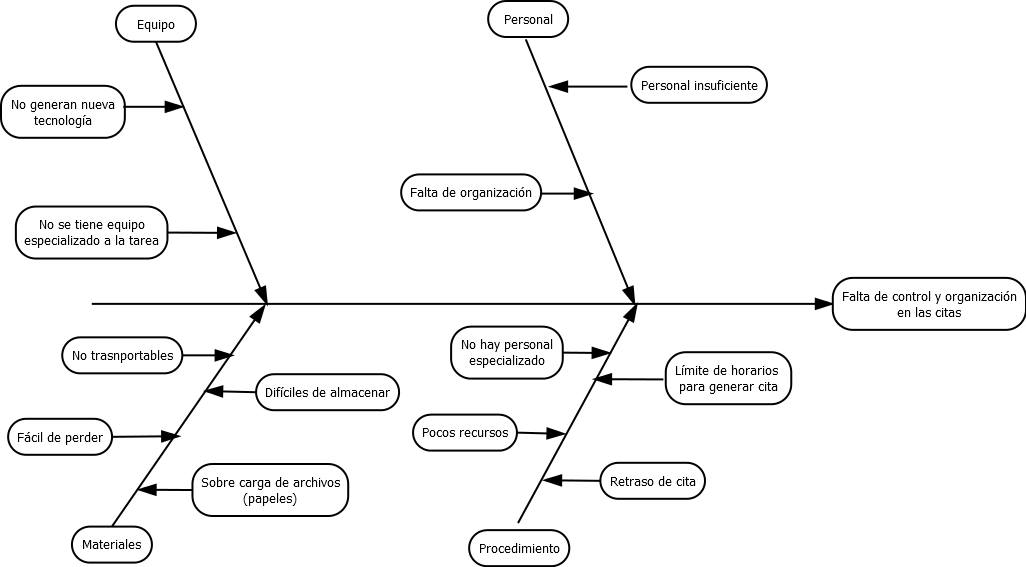 Equipo
Personal
No generan nueva
tecnología
Personal insuficiente
Falta de organización
No se tiene equipo
especializado a la tarea
Falta de control y organización
en las citas
No trasnportables
No hay personal
especializado
Límite de horarios
para generar cita
Difíciles de almacenar
Fácil de perder
Pocos recursos
Sobre carga de archivos
(papeles)
Retraso de cita
Materiales
Procedimiento